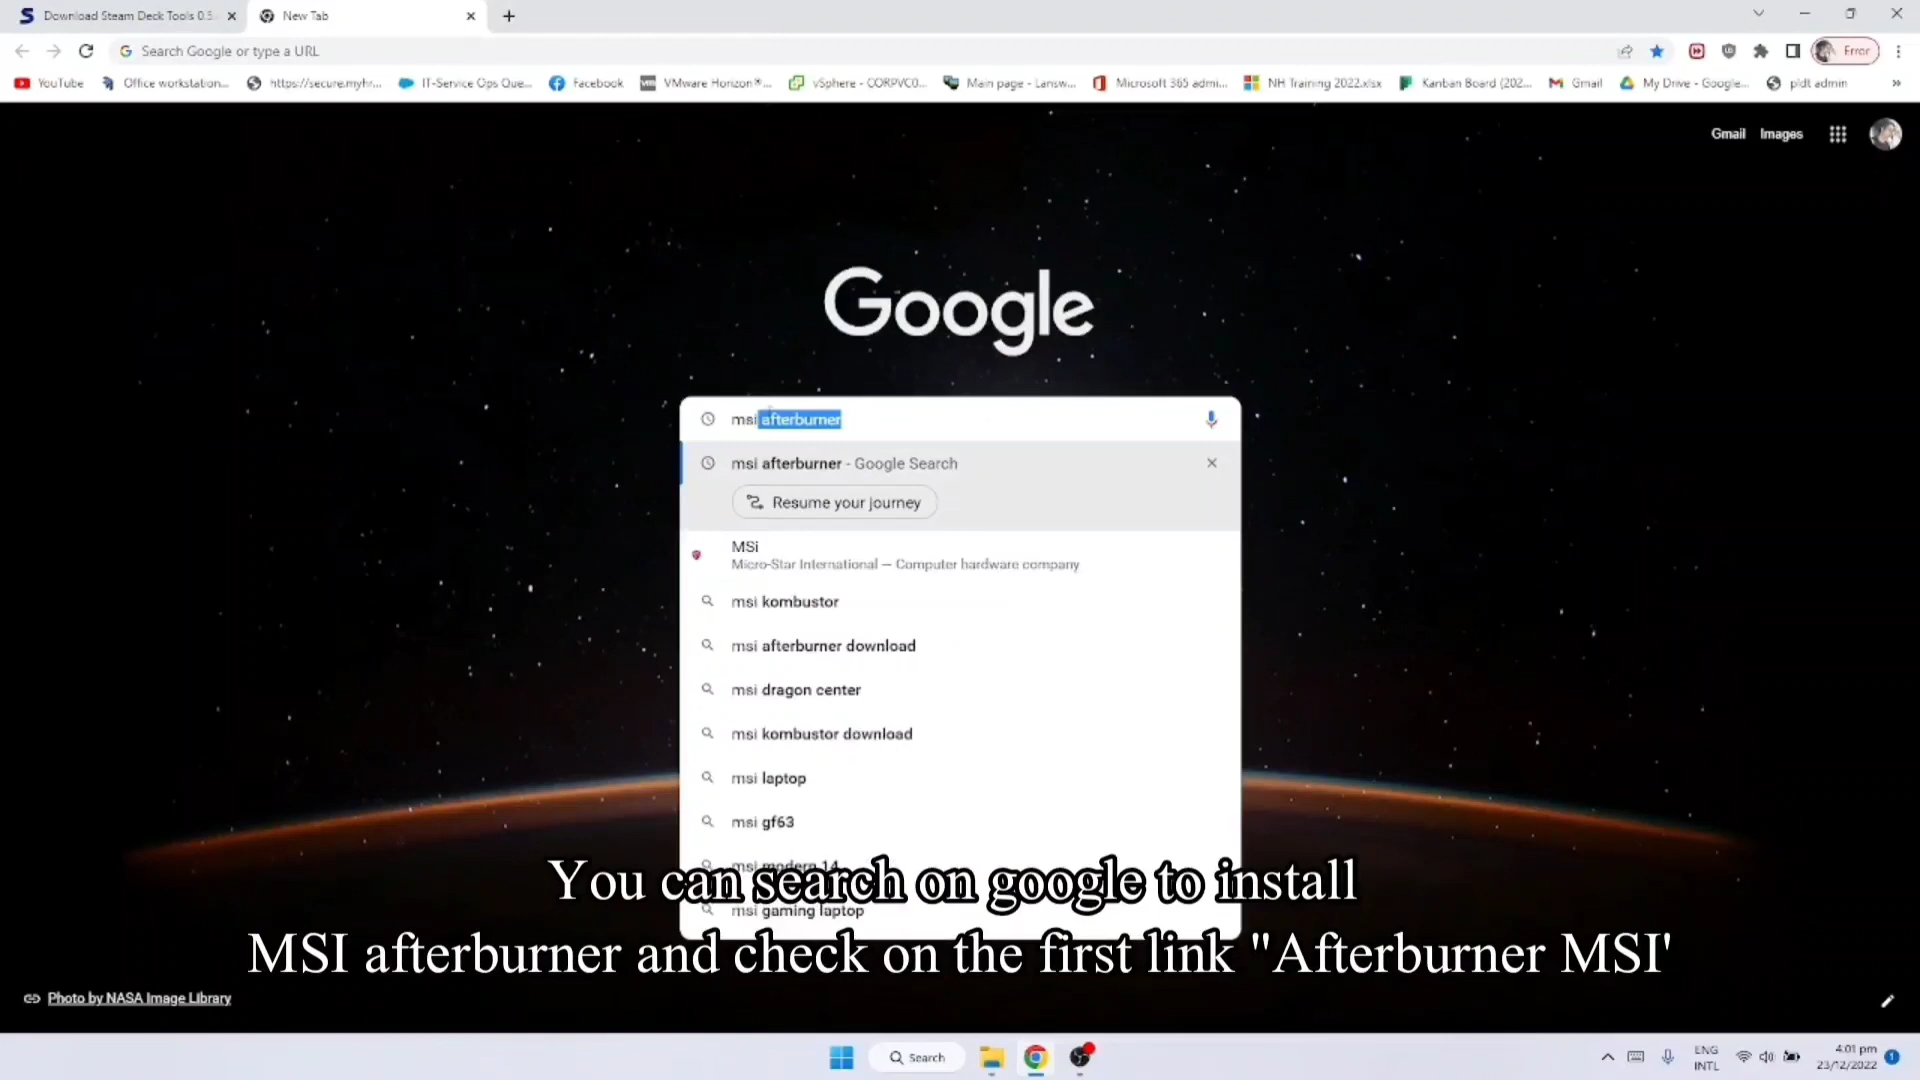 Download Steam Deck Tools 0.5
New Tab
Search Google or type a URL
Error
YouTube
Office workstation...
https://secure.myhr...
IT-Service Ops Que...
Facebook
VMware Horizon®...
vSphere - CORPVC0...
Main page - Lansw...
Microsoft 365 admi...
NH Training 2022.xlsx
Kanban Board (202...
Gmail
My Drive - Google...
pldt admin
Gmail
Images
Google
msi afterburner
msi afterburner - Google Search
Resume your journey
MSi
Micro-Star International — Computer hardware company
msi kombustor
msi afterburner download
msi dragon center
msi kombustor download
msi laptop
msi gf63
msi modern 14
You can search on google to install
msi gaming laptop
MSI afterburner and check on the first link "Afterburner MSI'
Photo by NASA Image Library
Search
ENG
INTL
4:01 pm
23/12/2022
1